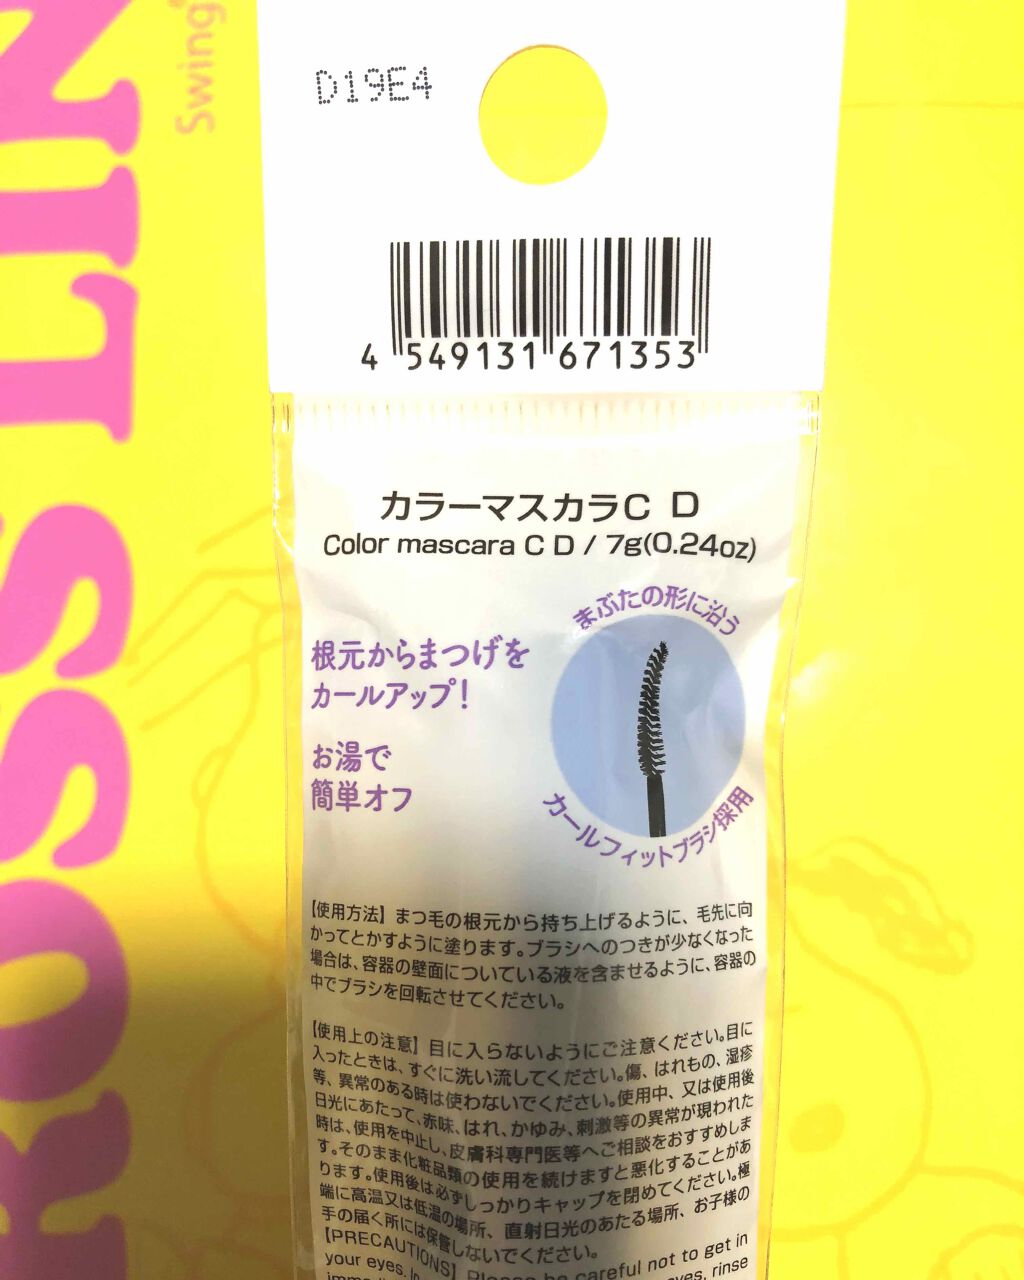 Swing
ROSS LIN
D19E4
4 549131 671353
カラーマスカラC D
Color mascara C D / 7g(0.24oz)
まぶたの形に沿う
根元からまつげを
カールアップ!
お湯で
簡単オフ
カールフィットブラシ採用
【使用方法】まつ毛の根元から持ち上げるように、毛先に向
かってとかすように塗ります。ブラシへのつきが少なくなった
場合は、容器の壁面についている液を含ませるように、容器の
中でブラシを回転させてください。
【使用上の注意】目に入らないようにご注意ください。目に
入ったときは、すぐに洗い流してください。傷、はれもの、湿疹
等、異常のある時は使わないでください。使用中、又は使用後
日光にあたって、赤味、はれ、かゆみ、刺激等の異常が現われた
時は、使用を中止し、皮膚科専門医等へご相談をおすすめしま
す。そのまま化粧品類の使用を続けますと悪化することがあ
ります。使用後は必ずしっかりキャップを閉めてください。極
端に高温又は低温の場所、直射日光のあたる場所、お子様の
手の届く所には保管しないでください。
【PRECAUTIONS】Please be careful not to get in
your eyes. In eyes, rinse